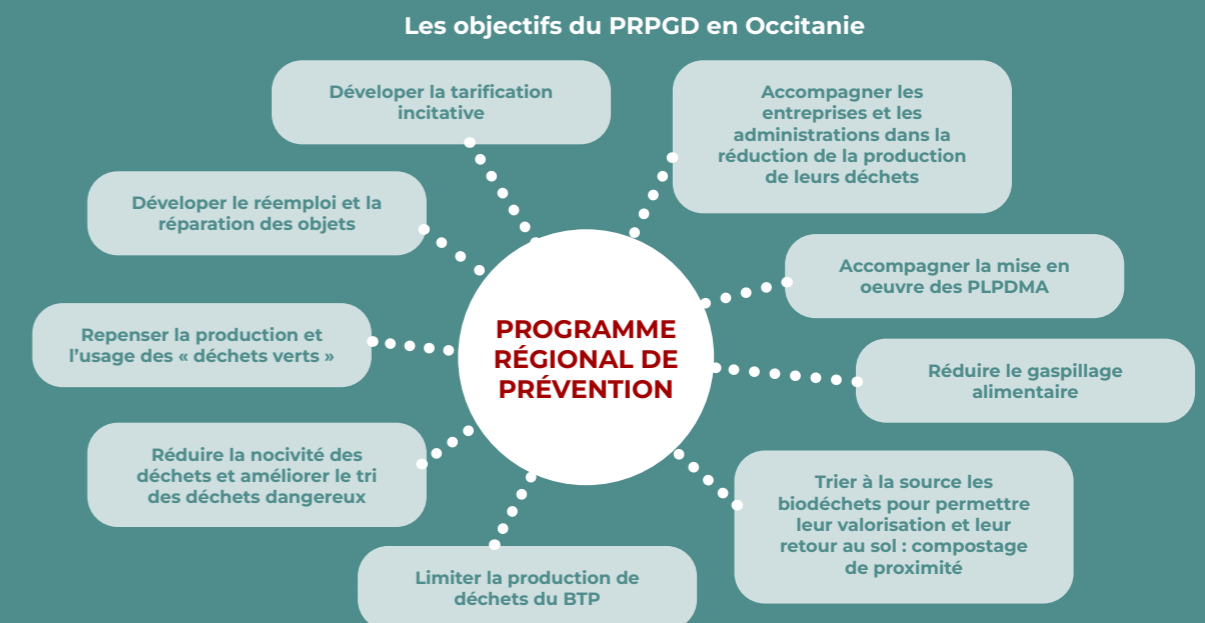 Les objectifs du PRPGD en Occitanie
Développer la tarification
incitative
Accompagner les
entreprises et les
administrations dans la
réduction de la production
de leurs déchets
Développer le réemploi et la
réparation des objets
Accompagner la mise en
oeuvre des PLPDMA
Repenser la production et
l'usage des « déchets verts »
PROGRAMME
RÉGIONAL DE
PRÉVENTION
Réduire le gaspillage
alimentaire
Réduire la nocivité des
déchets et améliorer le tri
des déchets dangereux
Trier à la source les
biodéchets pour permettre
leur valorisation et leur
retour au sol : compostage
de proximité
Limiter la production de
déchets du BTP